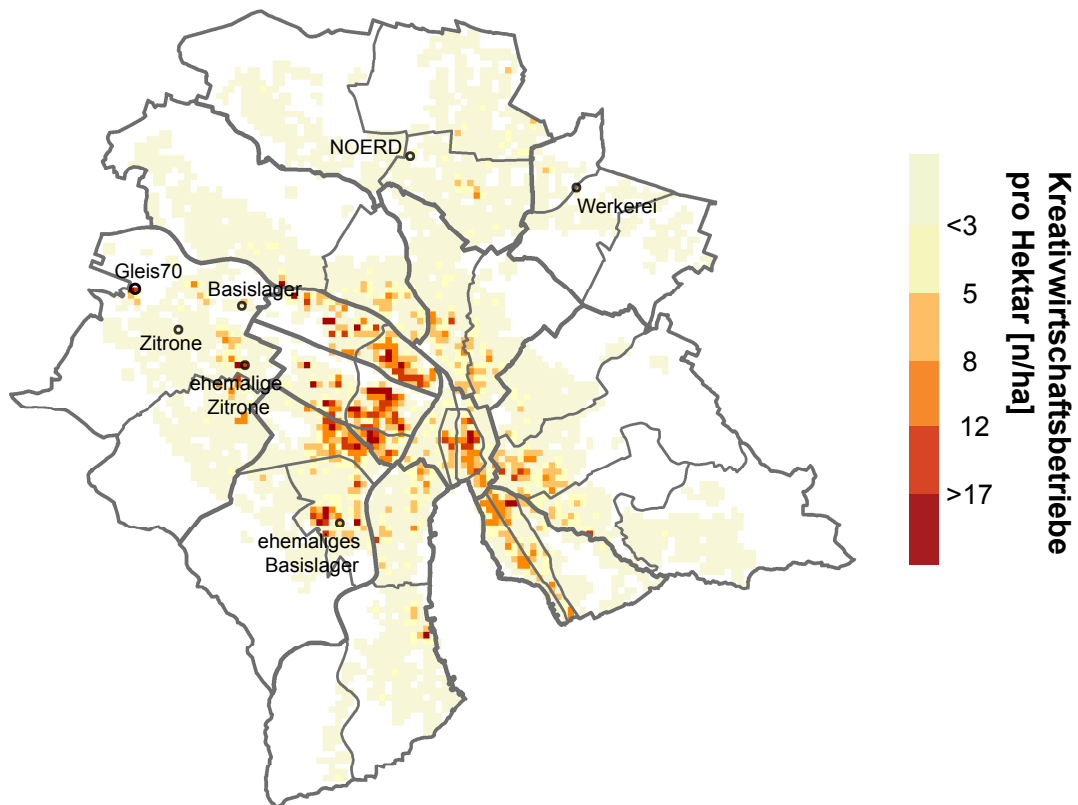 NOERD
Werkerei
Gleis70
Basislager
Zitrone
ehemalige
Zitrone
ehemaliges
Basislager
<3
5
8
12
>17
Kreativwirtschaftsbetriebe
pro Hektar [n/ha]